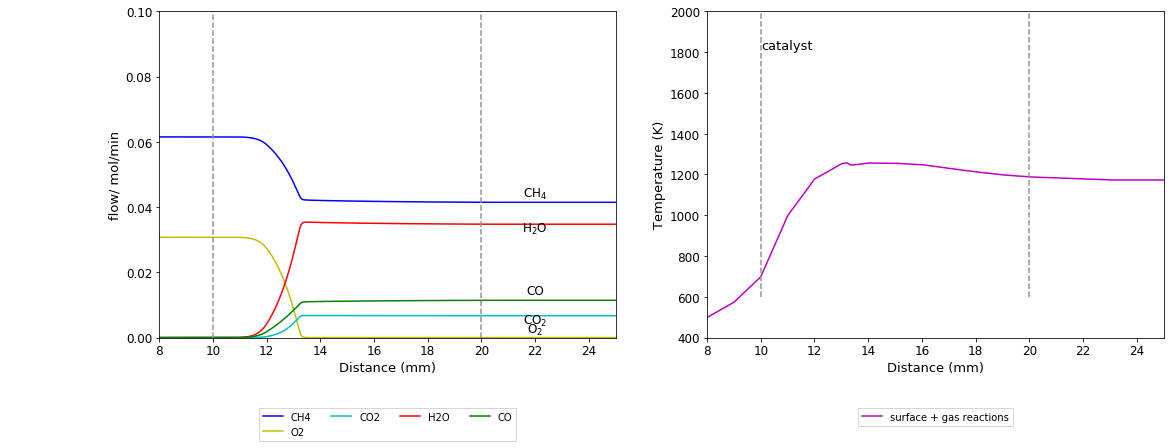 0.10
0.08
0.06
0.04
0.02
0.00
flow/ mol/min
CH₄
H₂O
CO
CO₂
O₂
8 10 12 14 16 18 20 22 24
Distance (mm)
CH4 CO2 H2O CO
O2
2000
1800
1600
1400
1200
1000
800
600
400
Temperature (K)
catalyst
8 10 12 14 16 18 20 22 24
Distance (mm)
surface + gas reactions